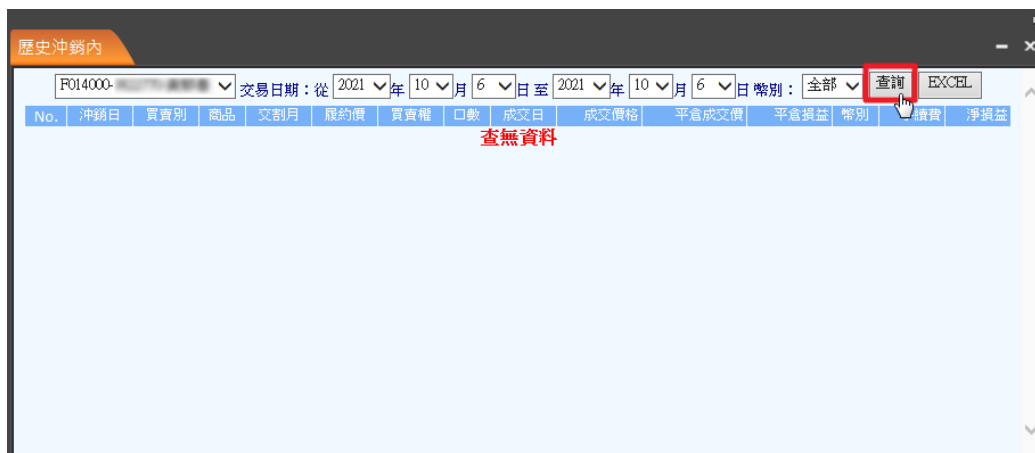 歷史沖銷內
F014000- 交易日期：從 2021 年 10 月 6 日 至 2021 年 10 月 6 日 幣別： 全部 查詢 EXCEL
No. 沖銷日 買賣別 商品 交割月 履約價 買賣權 口數 成交日 成交價格 平倉成交價 平倉損益 幣別 續費 淨損益
查無資料